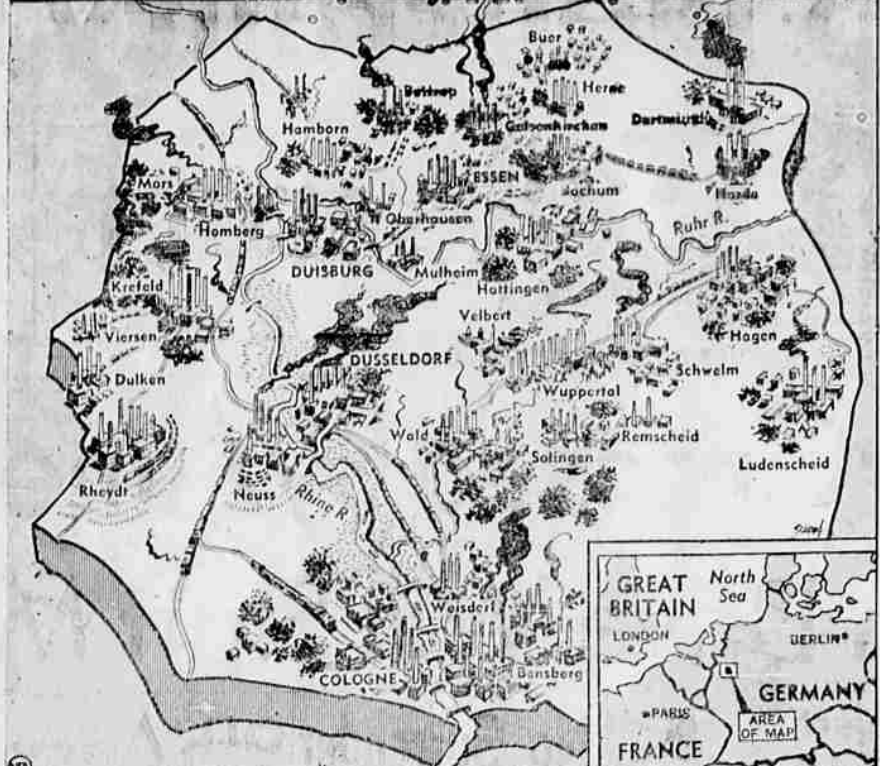 Buer
Bottrop
Herne
Hamborn
Gelsenkirchen
Dortmund
ESSEN
Mors
Bochum
Horde
Homberg
Oberhausen
Ruhr R.
DUISBURG
Mulheim
Krefeld
Hattingen
Velbert
Hagen
Viersen
DUSSELDORF
Schwelm
Dulken
Wuppertal
Wald
Remscheid
Solingen
Ludenscheid
Rheydt
Neuss
Rhine R.
Weisdorf
COLOGNE
Bensberg
GREAT
BRITAIN
North
Sea
LONDON
BERLIN
GERMANY
PARIS
AREA
OF MAP
FRANCE